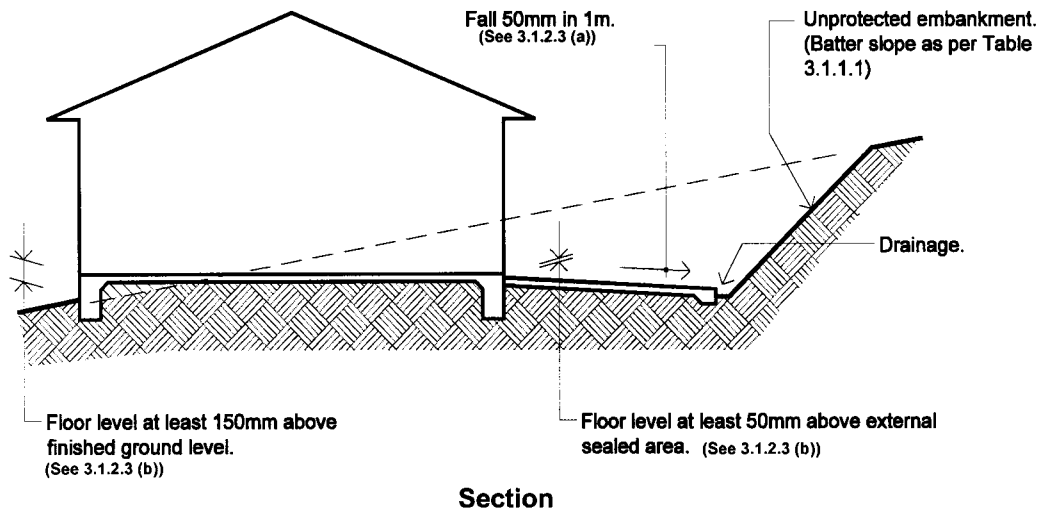 Fall 50mm in 1m.
(See 3.1.2.3 (a))
Unprotected embankment.
(Batter slope as per Table
3.1.1.1)
Drainage.
Floor level at least 150mm above
finished ground level.
(See 3.1.2.3 (b))
Floor level at least 50mm above external
sealed area. (See 3.1.2.3 (b))
Section